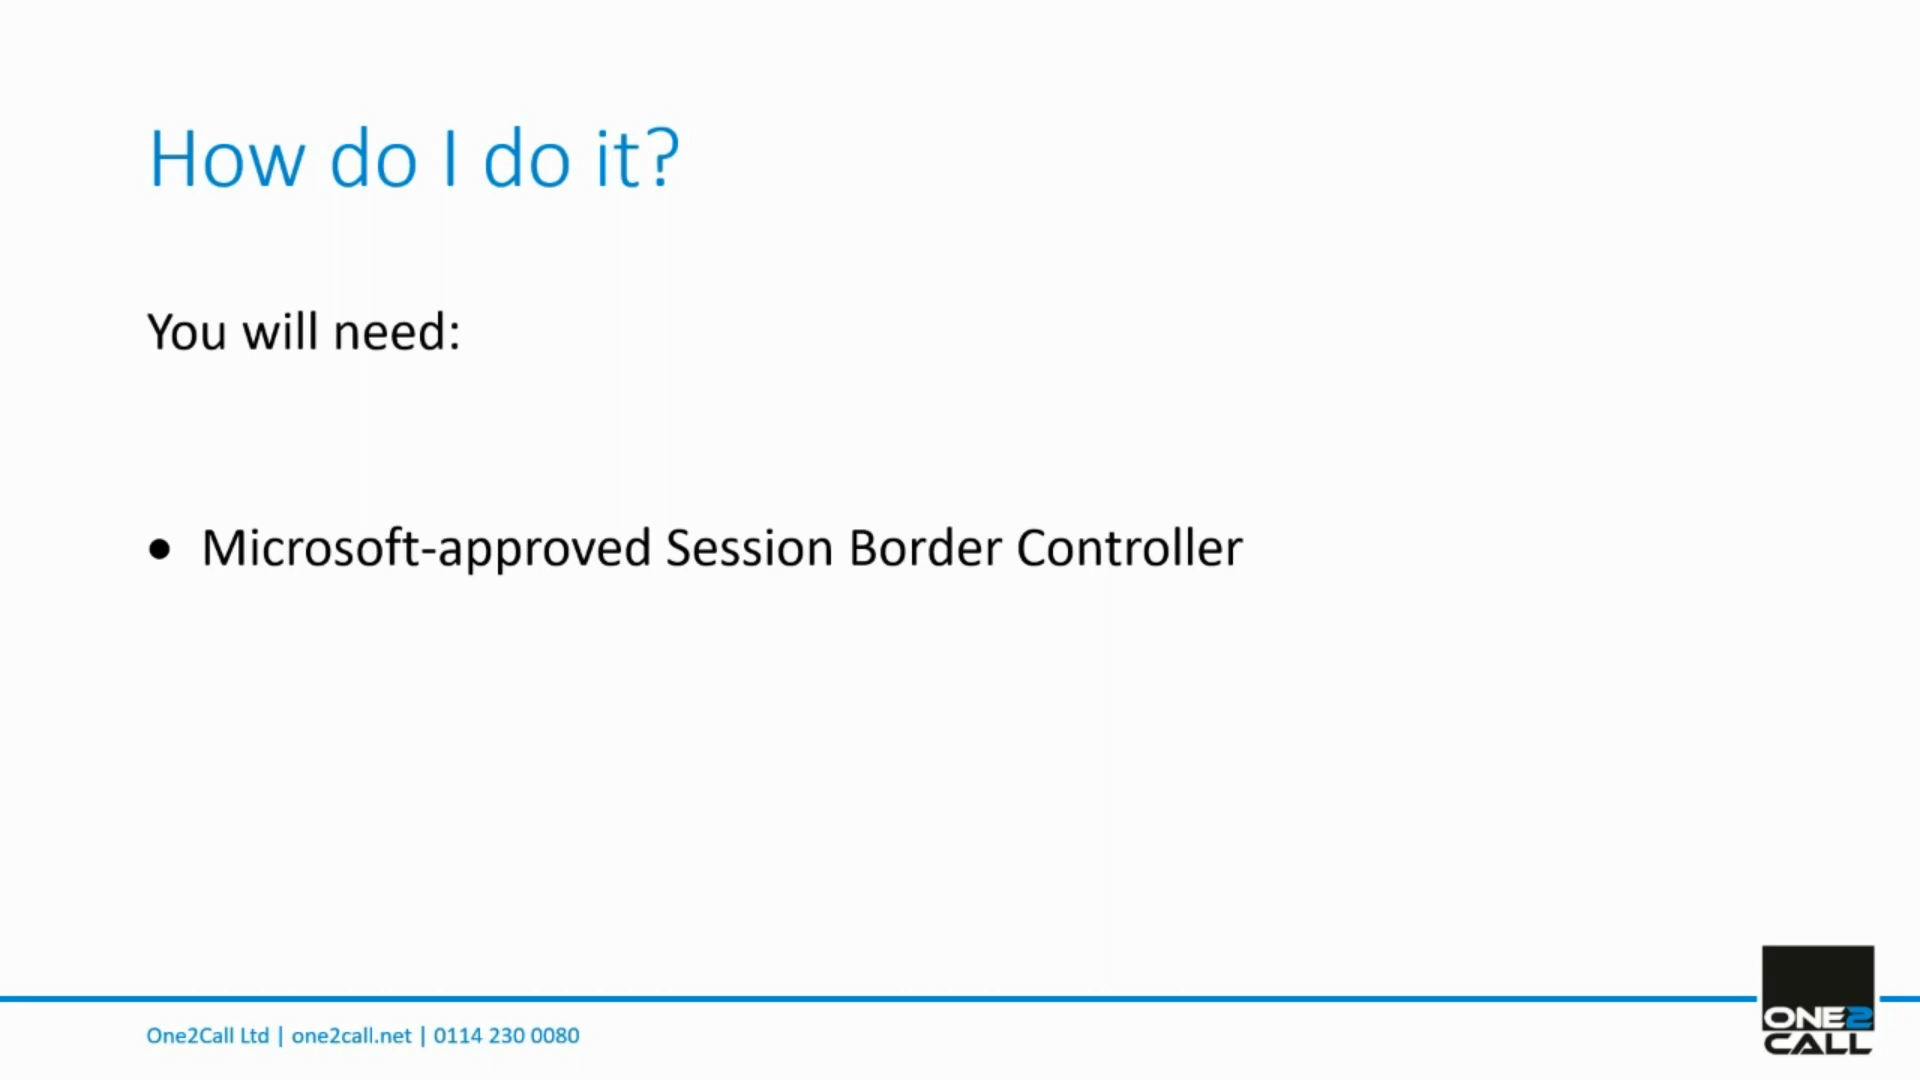 How do I do it?
You will need:
● Microsoft-approved Session Border Controller
One2Call Ltd | one2call.net | 0114 230 0080
ONE2
CALL